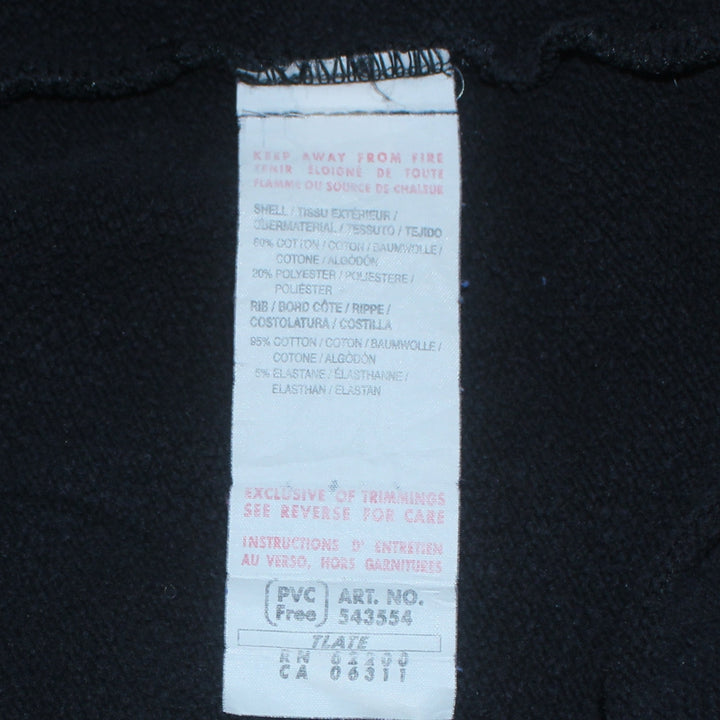 KEEP AWAY FROM FIRE
TENIR ÉLOIGNÉ DE TOUTE
FLAMME OU SOURCE DE CHALEUR
SHELL / TISSU EXTÉRIEUR /
OBERMATERIAL / TESSUTO / TEJIDO
80% COTTON / COTON / BAUMWOLLE /
COTONE / ALGODÓN
20% POLYESTER / POLIESTERE /
POLIÉSTER
RIB / BORD CÔTE / RIPPE /
COSTOLATURA / COSTILLA
95% COTTON / COTON / BAUMWOLLE /
COTONE / ALGODÓN
5% ELASTANE / ÉLASTHANNE /
ELASTHAN / ELASTAN
EXCLUSIVE OF TRIMMINGS
SEE REVERSE FOR CARE
INSTRUCTIONS D' ENTRETIEN
AU VERSO, HORS GARNITURES
PVC Free
ART. NO.
543554
TLATE
RN 62200
CA 06311